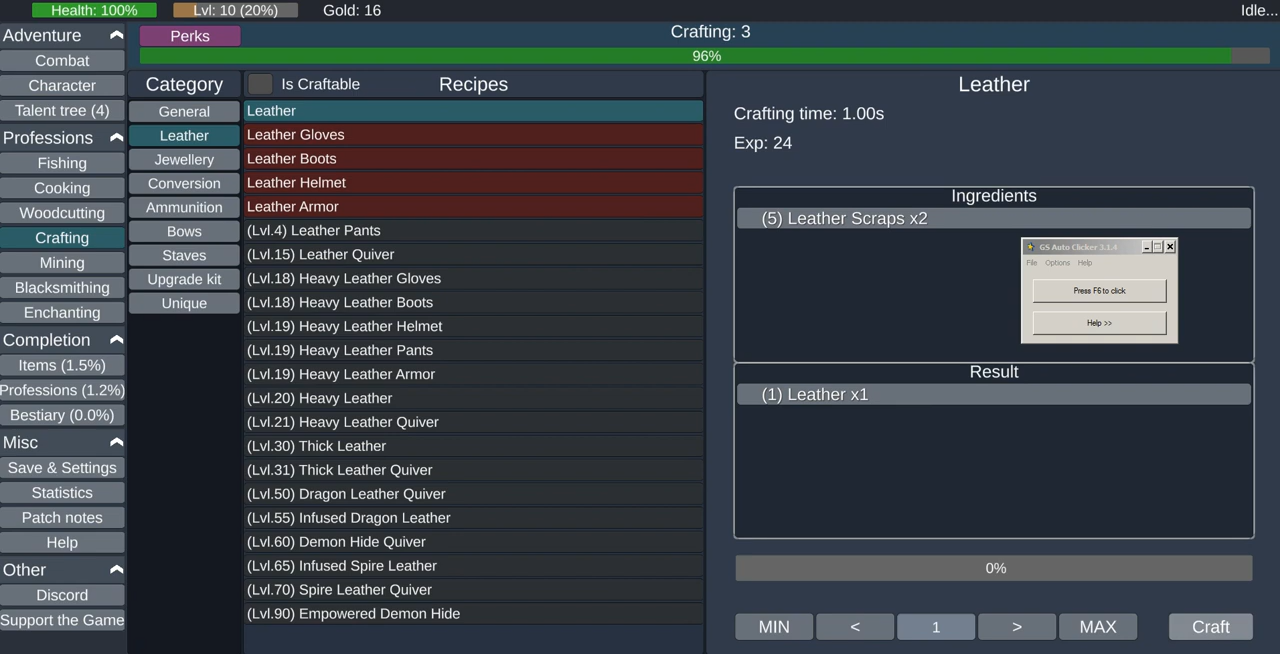 Health: 100%
Lvl: 10 (20%)
Gold: 16
Idle...
Adventure
Combat
Character
Talent tree (4)
Professions
Fishing
Cooking
Woodcutting
Crafting
Mining
Blacksmithing
Enchanting
Completion
Items (1.5%)
Professions (1.2%)
Bestiary (0.0%)
Misc
Save & Settings
Statistics
Patch notes
Help
Other
Discord
Support the Game
Perks
Crafting: 3
96%
Category
General
Leather
Jewellery
Conversion
Ammunition
Bows
Staves
Upgrade kit
Unique
Is Craftable
Recipes
Leather
Leather Gloves
Leather Boots
Leather Helmet
Leather Armor
(Lvl.4) Leather Pants
(Lvl.15) Leather Quiver
(Lvl.18) Heavy Leather Gloves
(Lvl.18) Heavy Leather Boots
(Lvl.19) Heavy Leather Helmet
(Lvl.19) Heavy Leather Pants
(Lvl.19) Heavy Leather Armor
(Lvl.20) Heavy Leather
(Lvl.21) Heavy Leather Quiver
(Lvl.30) Thick Leather
(Lvl.31) Thick Leather Quiver
(Lvl.50) Dragon Leather Quiver
(Lvl.55) Infused Dragon Leather
(Lvl.60) Demon Hide Quiver
(Lvl.65) Infused Spire Leather
(Lvl.70) Spire Leather Quiver
(Lvl.90) Empowered Demon Hide
Leather
Crafting time: 1.00s
Exp: 24
Ingredients
(5) Leather Scraps x2
GS Auto Clicker 3.1.4
File Options Help
Press F6 to click
Help >>
Result
(1) Leather x1
0%
MIN < 1 > MAX Craft